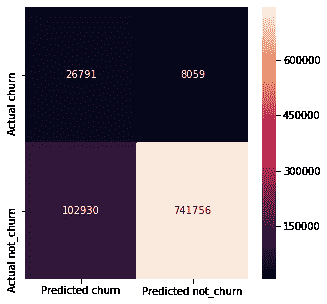 Actual churn
26791
8059
600000
450000
300000
150000
Actual not_churn
102930
741756
Predicted churn
Predicted not_churn